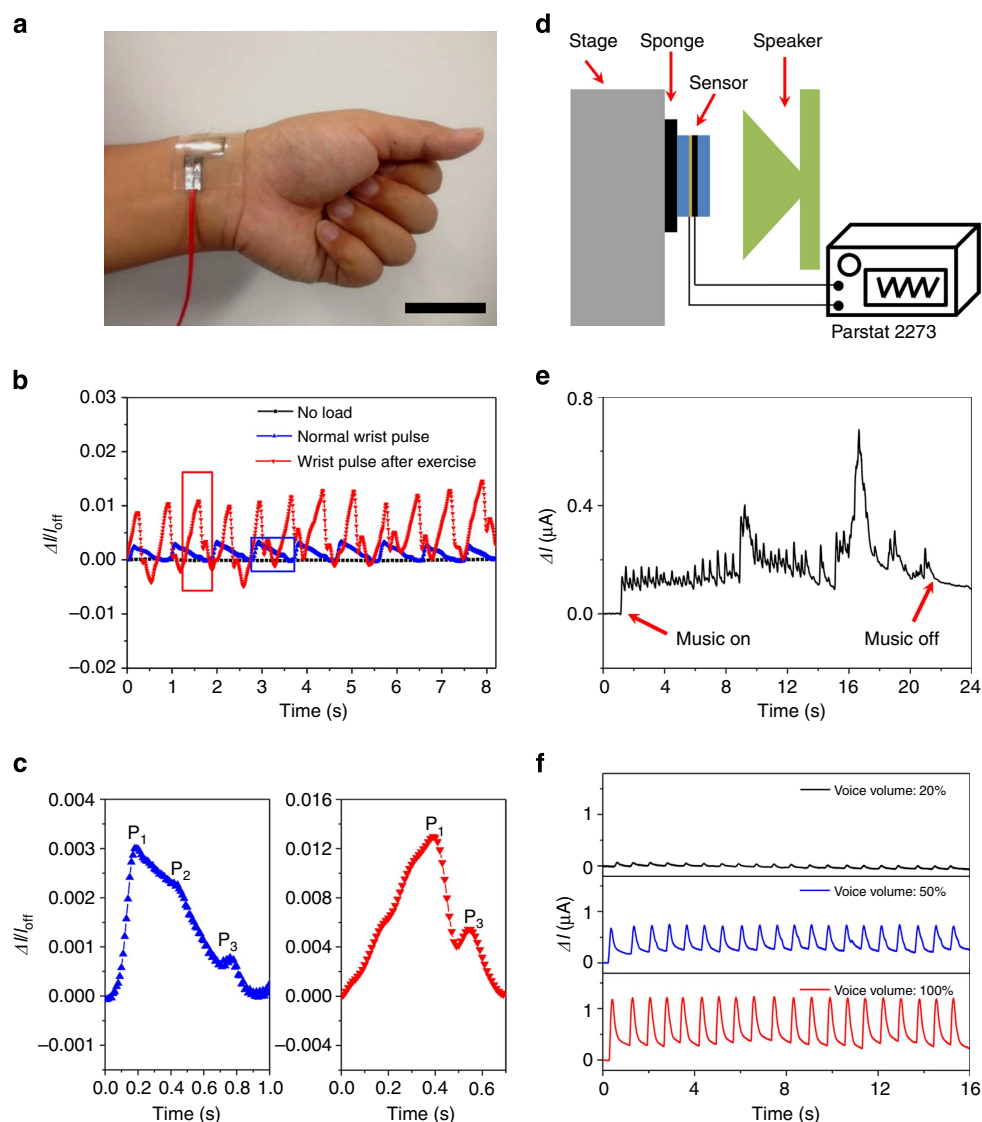 a
d
Stage
Sponge
Speaker
Sensor
Parstat 2273
b
ΔI/I_off
0.03
0.02
0.01
0.00
−0.01
−0.02
No load
Normal wrist pulse
Wrist pulse after exercise
0 1 2 3 4 5 6 7 8
Time (s)
e
ΔI (μA)
0.8
0.4
0.0
Music on
Music off
0 4 8 12 16 20 24
Time (s)
c
ΔI/I_off
0.004
0.003
0.002
0.001
0.000
−0.001
P1
P2
P3
0.0 0.2 0.4 0.6 0.8 1.0
Time (s)
0.016
0.012
0.008
0.004
0.000
−0.004
P1
P3
0.0 0.2 0.4 0.6
Time (s)
f
Voice volume: 20%
1
0
ΔI (μA)
Voice volume: 50%
1
0
Voice volume: 100%
1
0
0 2 4 6 8 10 12 14 16
Time (s)